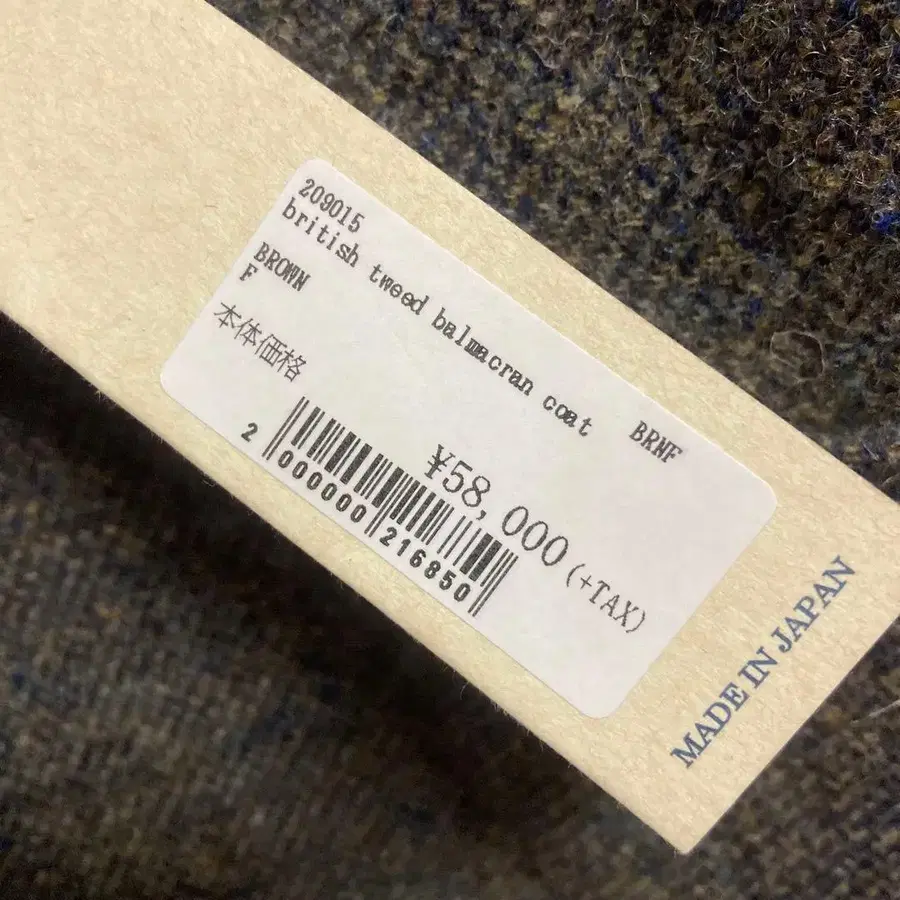 209015
british tweed balmacran coat
BROWN BRNF
F
本体価格
¥58,000(+TAX)
2 000000 216850
MADE IN JAPAN